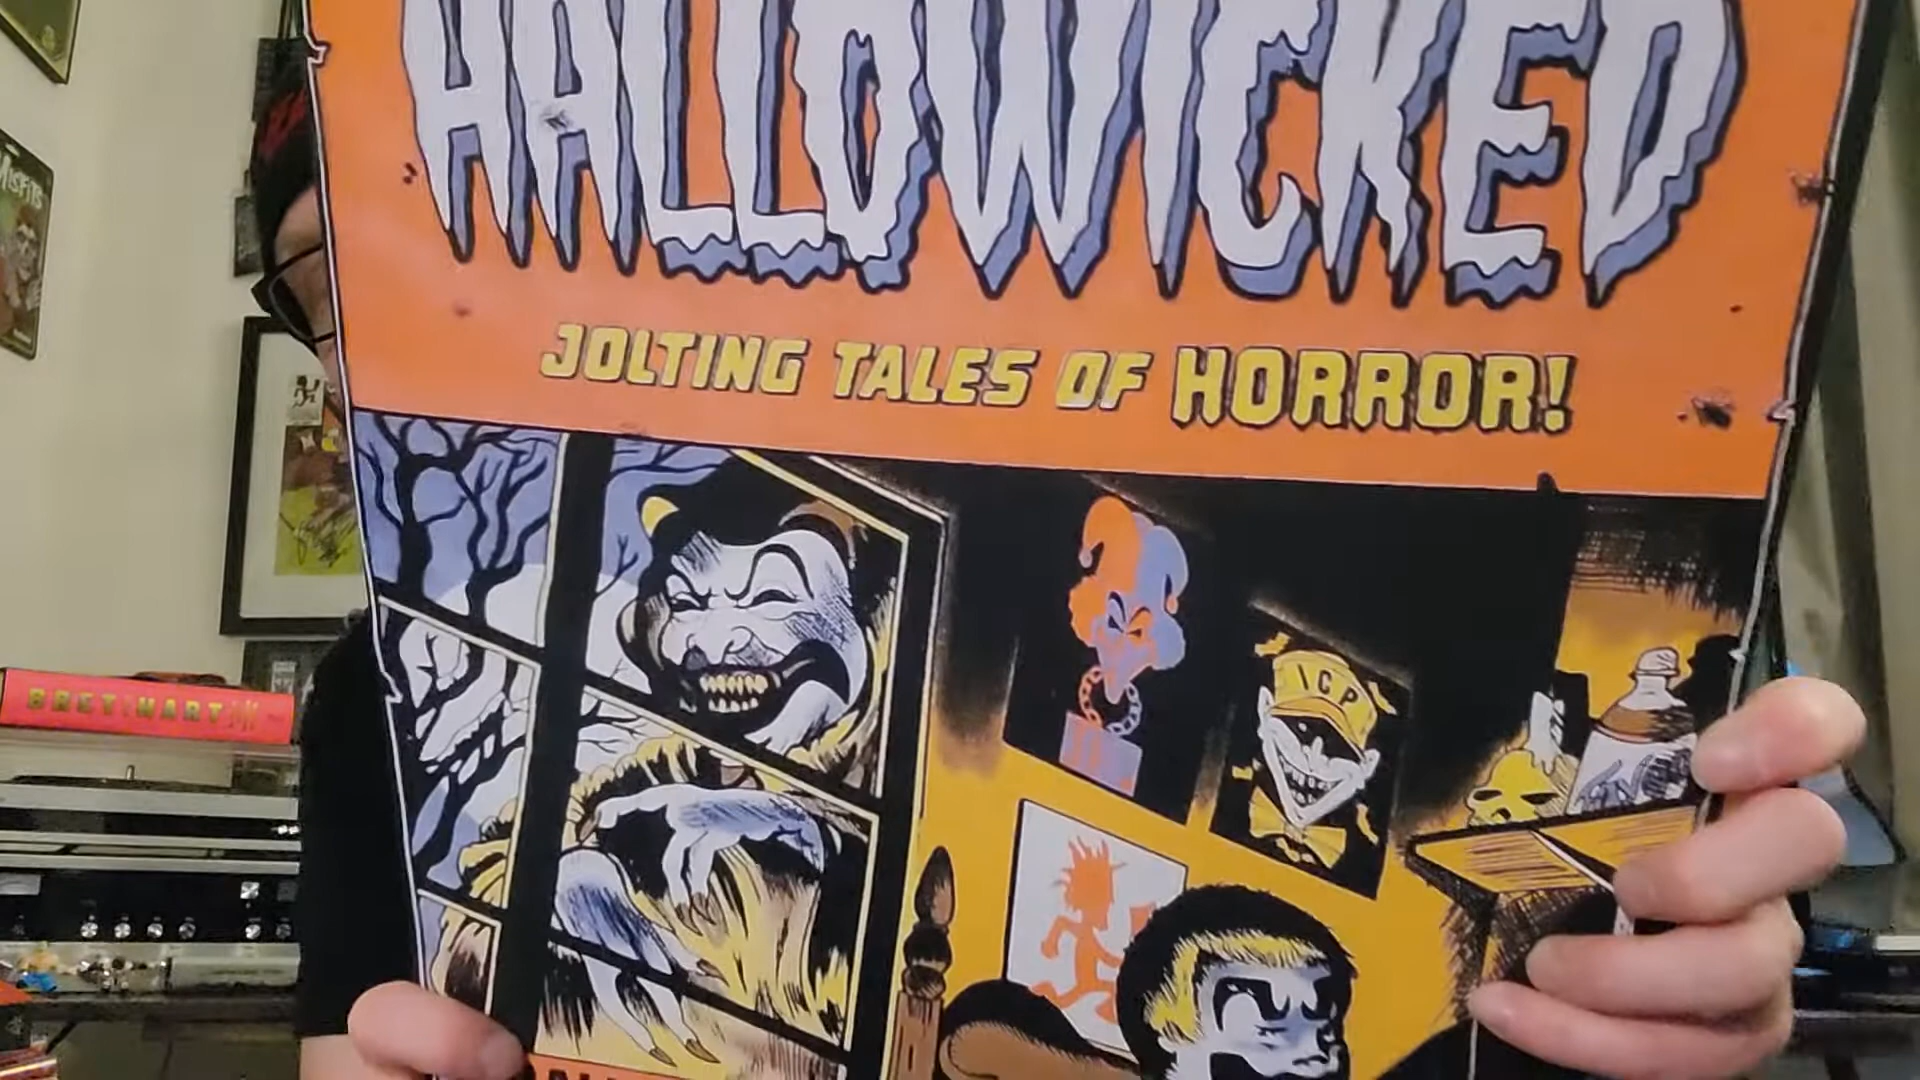 HALLOWICKED
JOLTING TALES OF HORROR!
MISFITS
ICP
BRET HART